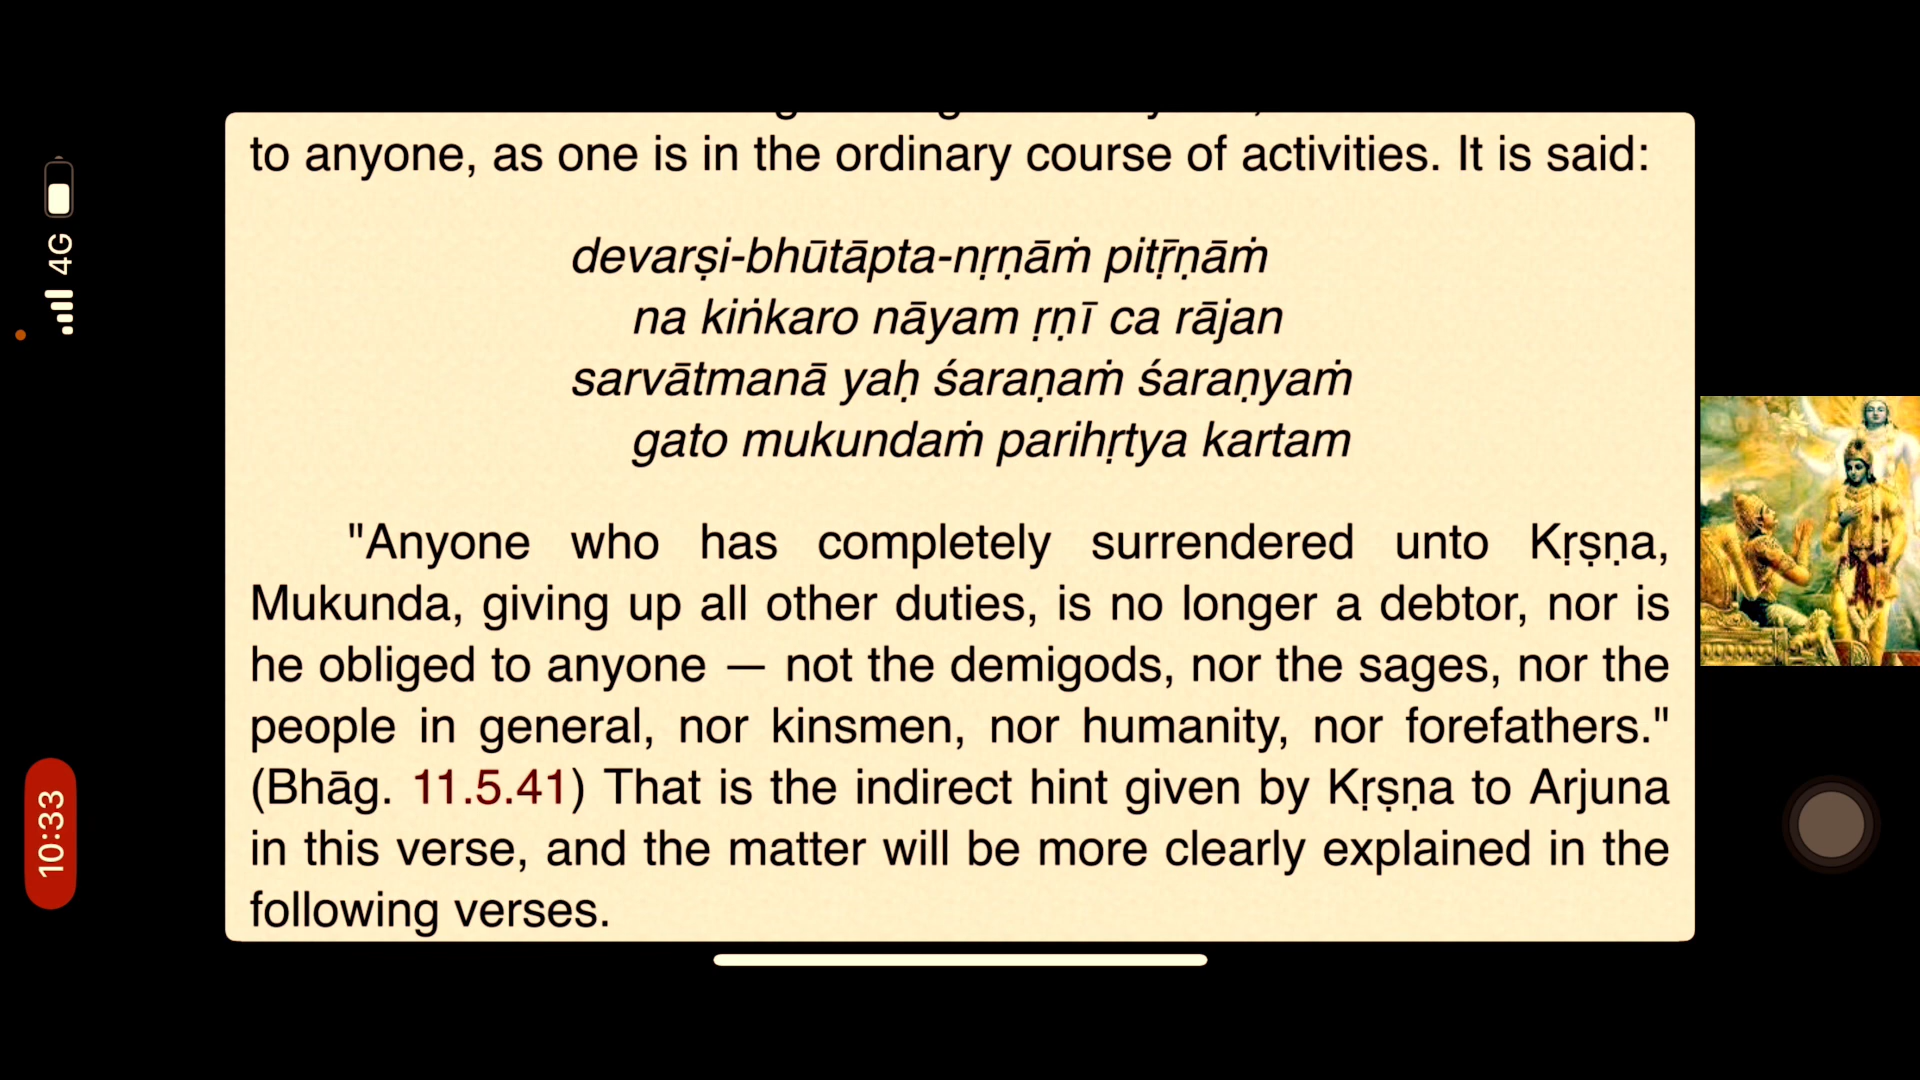 to anyone, as one is in the ordinary course of activities. It is said:
devarṣi-bhūtāpta-nṛṇāṁ pitṝṇāṁ
na kiṅkaro nāyam ṛṇī ca rājan
sarvātmanā yaḥ śaraṇaṁ śaraṇyaṁ
gato mukundaṁ parihṛtya kartam
"Anyone who has completely surrendered unto Kṛṣṇa,
Mukunda, giving up all other duties, is no longer a debtor, nor is
he obliged to anyone — not the demigods, nor the sages, nor the
people in general, nor kinsmen, nor humanity, nor forefathers."
(Bhāg. 11.5.41) That is the indirect hint given by Kṛṣṇa to Arjuna
in this verse, and the matter will be more clearly explained in the
following verses.
4G
10:33